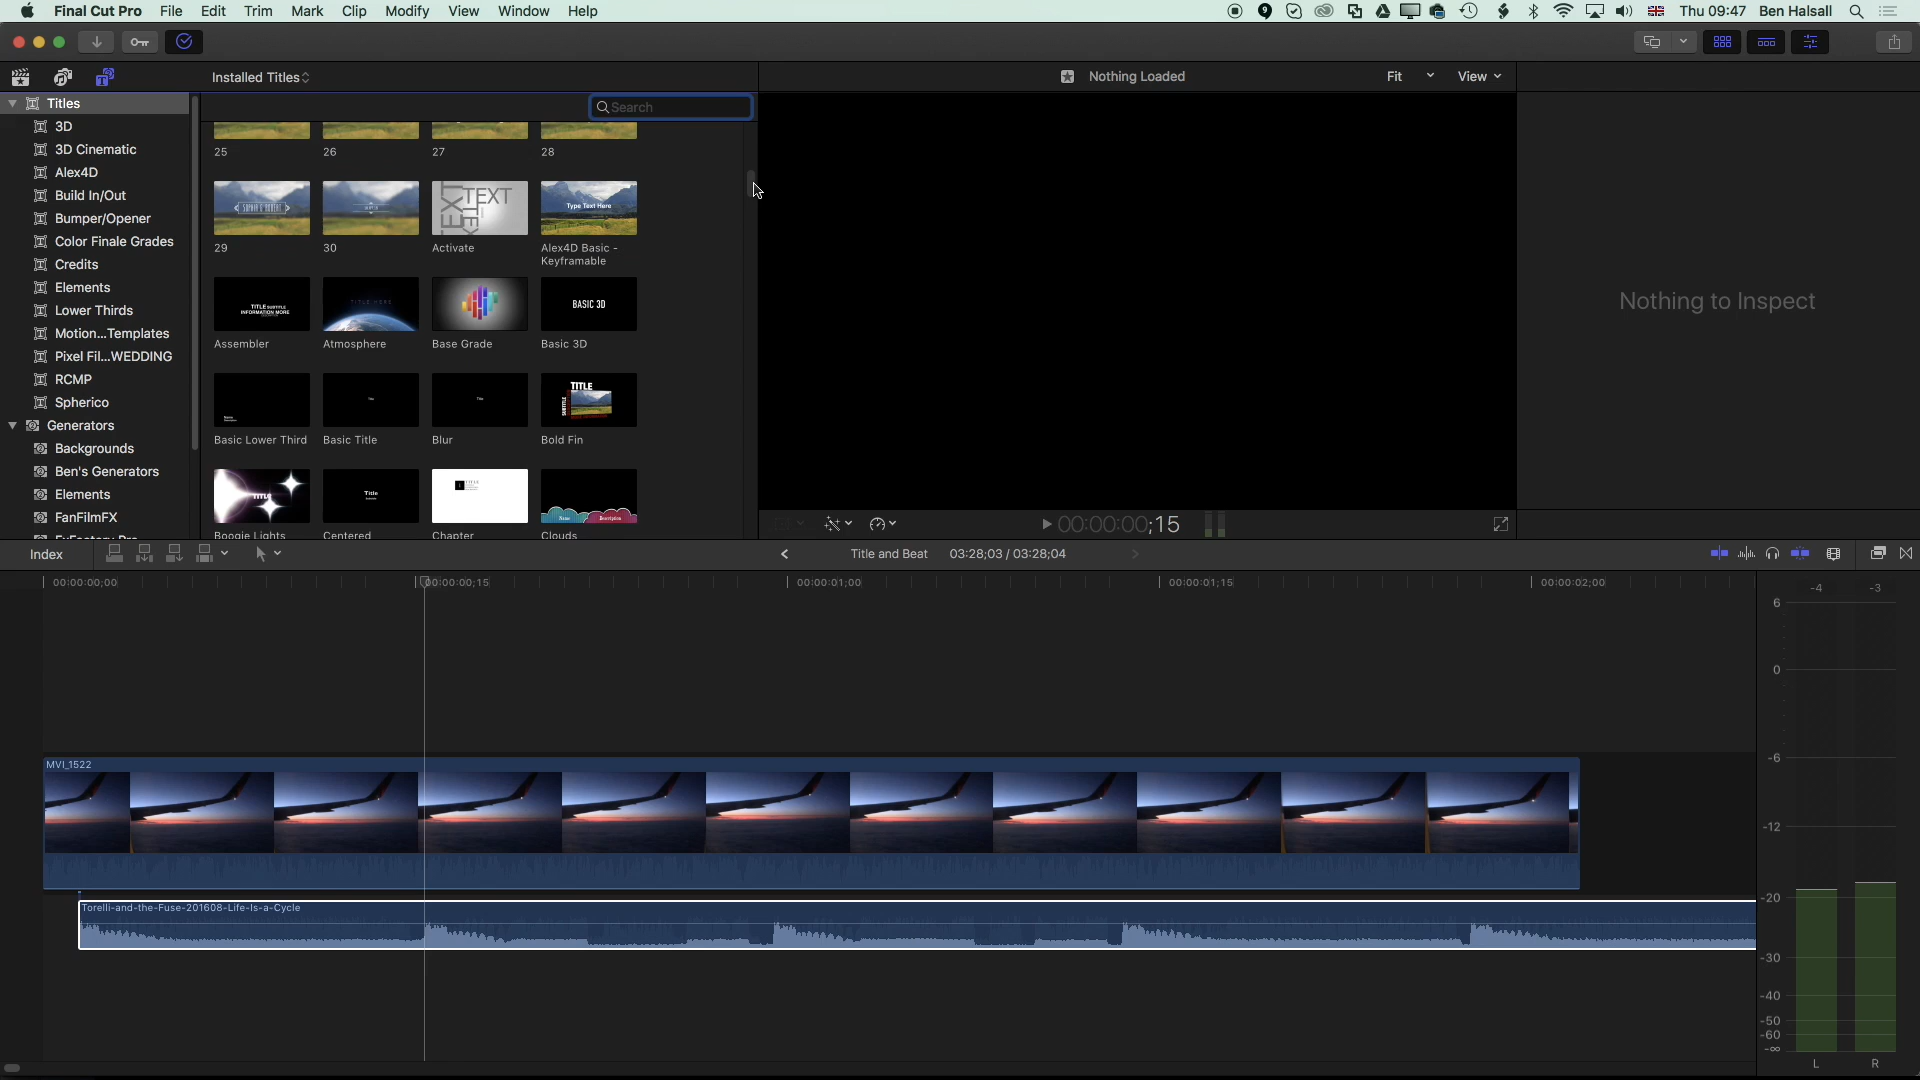 Final Cut Pro File Edit Trim Mark Clip Modify View Window Help
Thu 09:47 Ben Halsall
Installed Titles
Nothing Loaded
Fit
View
Search
Titles
3D
3D Cinematic
Alex4D
Build In/Out
Bumper/Opener
Color Finale Grades
Credits
Elements
Lower Thirds
Motion...Templates
Pixel Fil...WEDDING
RCMP
Spherico
Generators
Backgrounds
Ben's Generators
Elements
FanFilmFX
25 26 27 28
TEXT
Type Text Here
29 30 Activate Alex4D Basic -
Keyframable
TITLE SUBTITLE
INFORMATION MORE
TITLE HERE
BASIC 3D
Assembler Atmosphere Base Grade Basic 3D
TITLE
SUBTITLE
Basic Lower Third Basic Title Blur Bold Fin
TITLE
Title
Name
Description
Boogie Lights Centered Chapter Clouds
Nothing to Inspect
00:00:00;15
Index
Title and Beat 03:28;03 / 03:28;04
00:00:00;00 00:00:00;15 00:00:01;00 00:00:01;15 00:00:02;00
MVI_1522
Torelli-and-the-Fuse-201608-Life-Is-a-Cycle
-4 -3
6
0
-6
-12
-20
-30
-40
-50
-60
-∞
L R